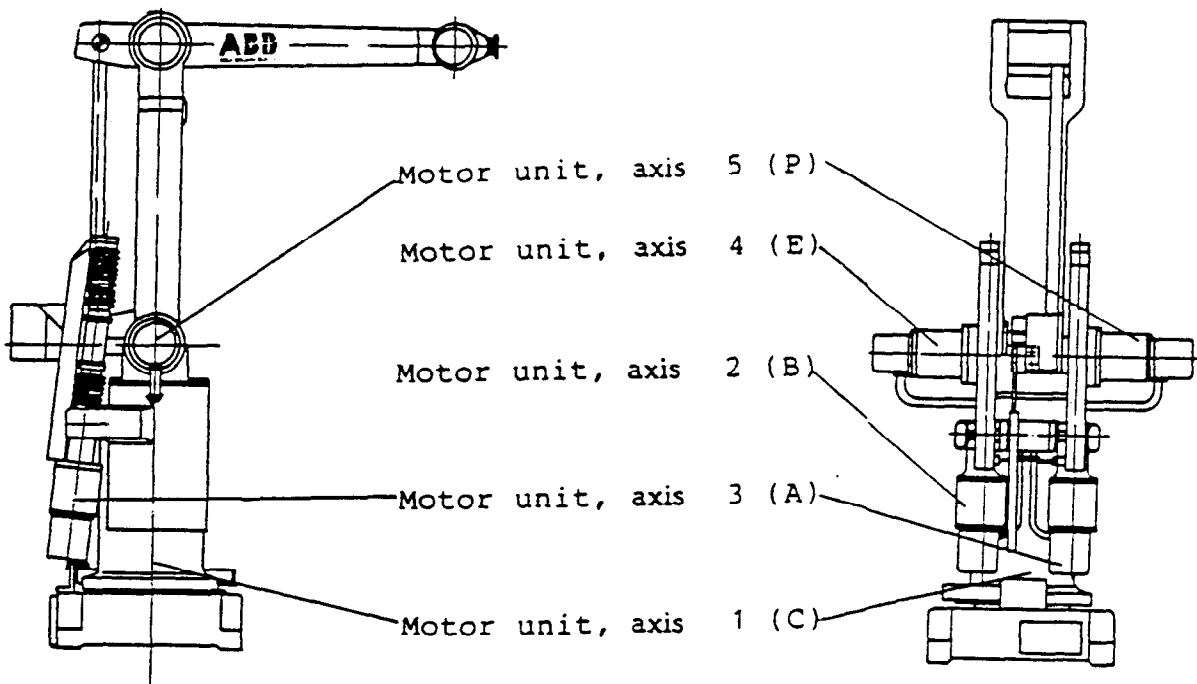 ABB
Motor unit, axis 5 (P)
Motor unit, axis 4 (E)
Motor unit, axis 2 (B)
Motor unit, axis 3 (A)
Motor unit, axis 1 (C)